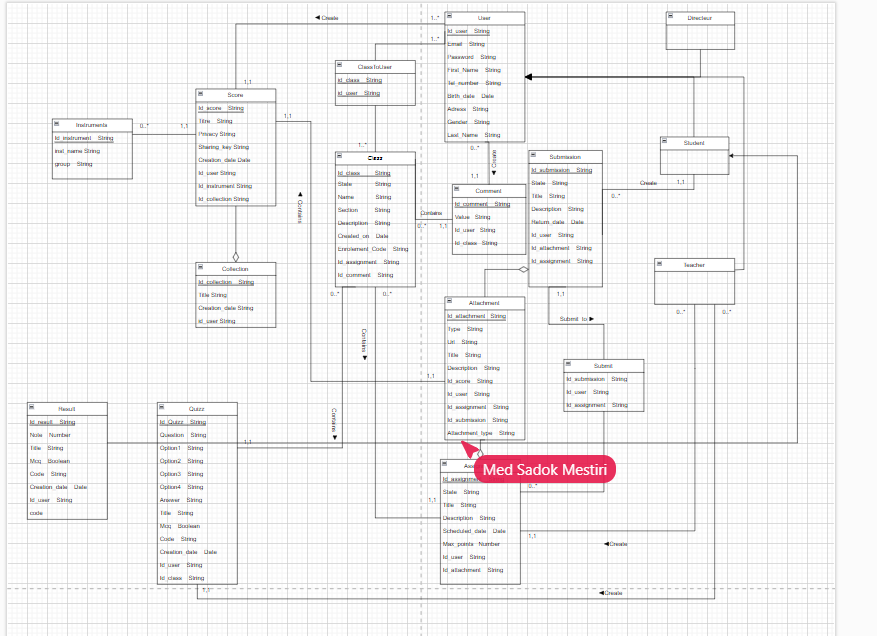 ◄ Create
1..*
User
Id_user String
Email String
Password String
First_Name String
Tel_number String
Birth_date Date
Adress String
Gender String
Last_Name String
Directeur
1..*
ClasstoUser
Id_class String
Id_user String
1,1
Score
Id_score String
Titre String
Privacy String
Sharing_key String
Creation_date Date
Id_user String
Id_instrument String
Id_collection String
1,1
Instruments
Id_instrument String
inst_name String
group String
0..*
1,1
Student
1..*
Class
Id_class String
State String
Name String
Section String
Description String
Created_on Date
Enrolement_Code String
Id_assignment String
Id_comment String
0..*
Create
1,1
Comment
Id_comment String
Value String
Id_user String
Id_class String
Contains
0..*
1,1
Submission
Id_submission String
State String
Title String
Description String
Return_date Date
Id_user String
Id_attachment String
Id_assignment String
Create
1,1
0..*
Contains
Collection
Id_collection String
Title String
Creation_date String
id_user String
Teacher
0..*
0..*
0..*
0..*
1,1
Attachment
Id_attachment String
Type String
Url String
Title String
Description String
Id_score String
Id_user String
Id_assignment String
Id_submission String
Attachment_type String
Submit to ►
Contains
Submit
Id_submission String
Id_user String
Id_assignment String
1,1
Result
Id_result String
Note Number
Title String
Mcq Boolean
Code String
Creation_date Date
Id_user String
code
Quizz
Id_Quizz String
Question String
Option1 String
Option2 String
Option3 String
Option4 String
Answer String
Title String
Mcq Boolean
Code String
Creation_date Date
Id_user String
Id_class String
Contains
1,1
Med Sadok Mestiri
0..*
1,1
State String
Title String
Description String
Scheduled_date Date
Max_points Number
Id_user String
Id_attachment String
1,1
◄Create
1,1
◄Create